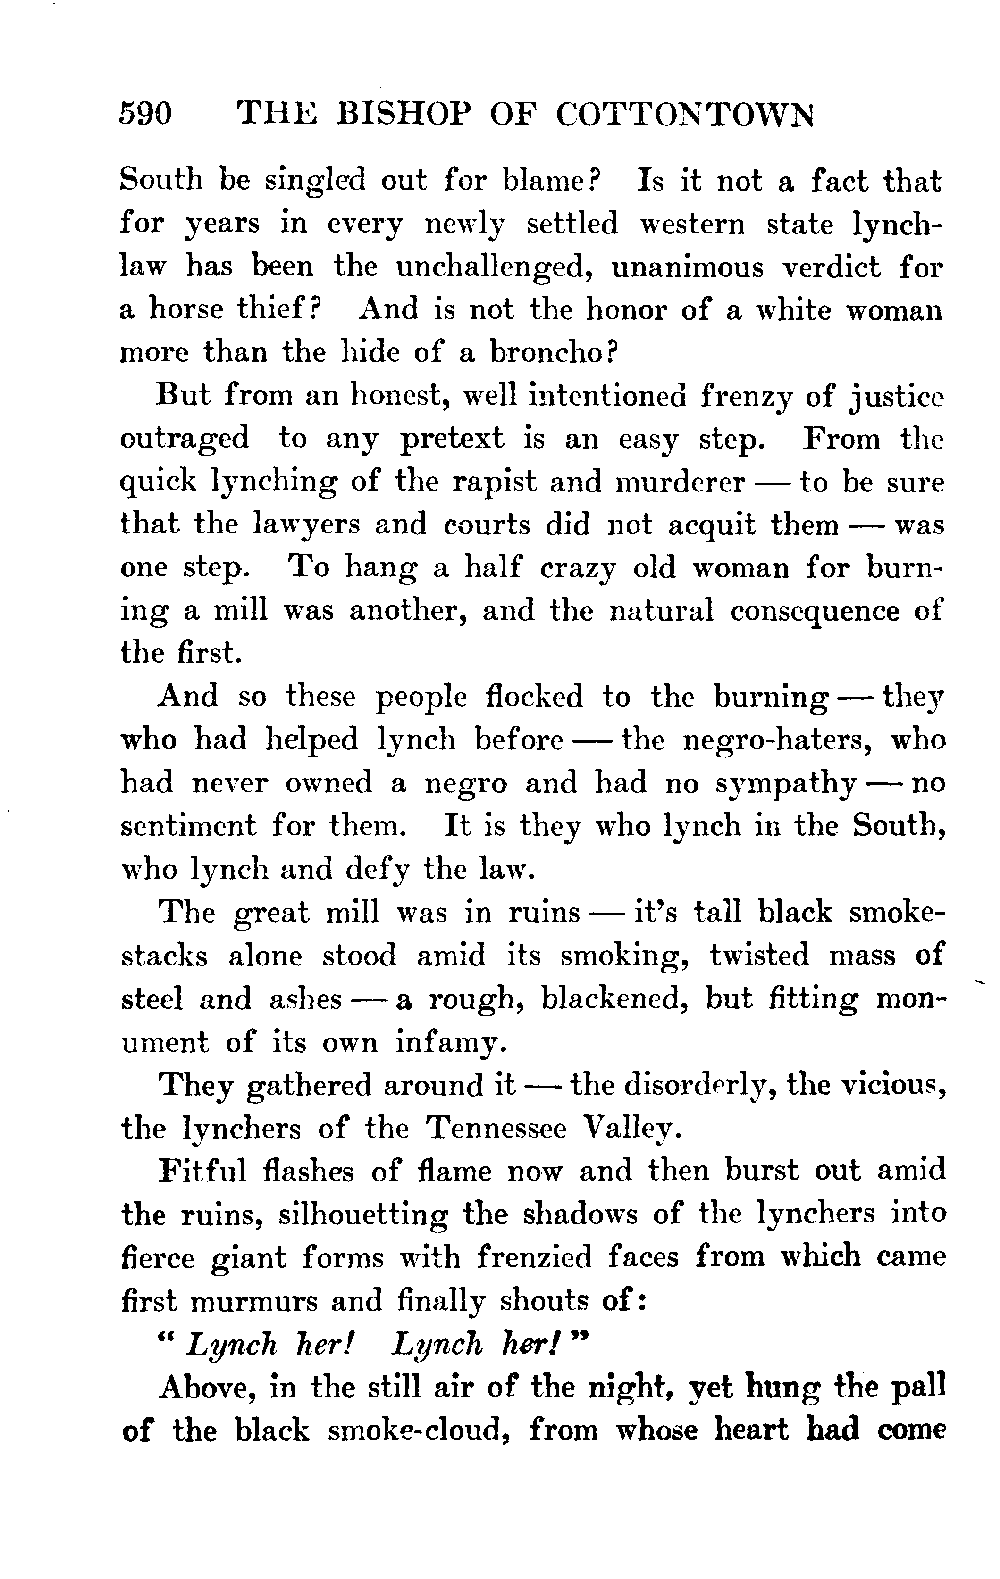 590 THE BISHOP OF COTTONTOWN
South be singled out for blame? Is it not a fact that
for years in every newly settled western state lynch-
law has been the unchallenged, unanimous verdict for
a horse thief? And is not the honor of a white woman
more than the hide of a broncho?
But from an honest, well intentioned frenzy of justice
outraged to any pretext is an easy step. From the
quick lynching of the rapist and murderer — to be sure
that the lawyers and courts did not acquit them — was
one step. To hang a half crazy old woman for burn-
ing a mill was another, and the natural consequence of
the first.
And so these people flocked to the burning — they
who had helped lynch before — the negro-haters, who
had never owned a negro and had no sympathy — no
sentiment for them. It is they who lynch in the South,
who lynch and defy the law.
The great mill was in ruins — it's tall black smoke-
stacks alone stood amid its smoking, twisted mass of
steel and ashes — a rough, blackened, but fitting mon-
ument of its own infamy.
They gathered around it — the disorderly, the vicious,
the lynchers of the Tennessee Valley.
Fitful flashes of flame now and then burst out amid
the ruins, silhouetting the shadows of the lynchers into
fierce giant forms with frenzied faces from which came
first murmurs and finally shouts of:
" Lynch her! Lynch her! "
Above, in the still air of the night, yet hung the pall
of the black smoke-cloud, from whose heart had come